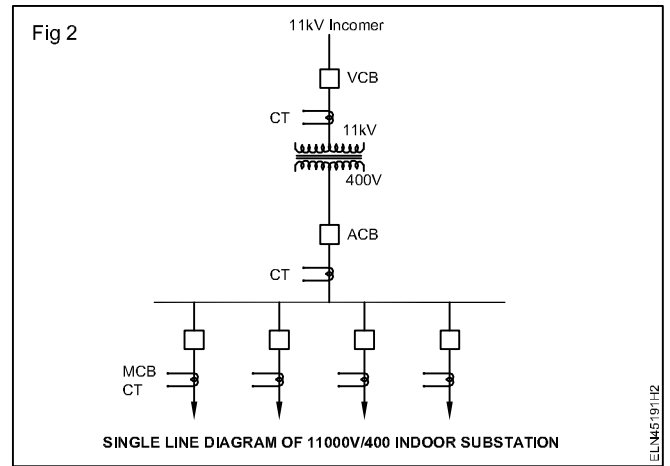 Fig 2
11kV Incomer
VCB
CT
11kV
400V
ACB
CT
MCB
CT
SINGLE LINE DIAGRAM OF 11000V/400 INDOOR SUBSTATION
ELN45191H2